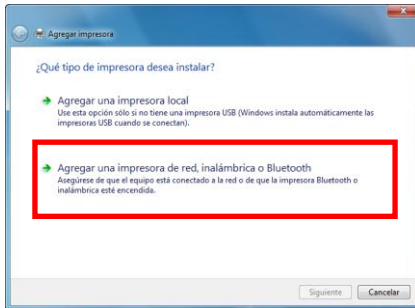 Agregar impresora
¿Qué tipo de impresora desea instalar?
Agregar una impresora local
Use esta opción sólo si no tiene una impresora USB (Windows instala automáticamente las
impresoras USB cuando se conectan).
Agregar una impresora de red, inalámbrica o Bluetooth
Asegúrese de que el equipo está conectado a la red o de que la impresora Bluetooth o
inalámbrica esté encendida.
Siguiente Cancelar